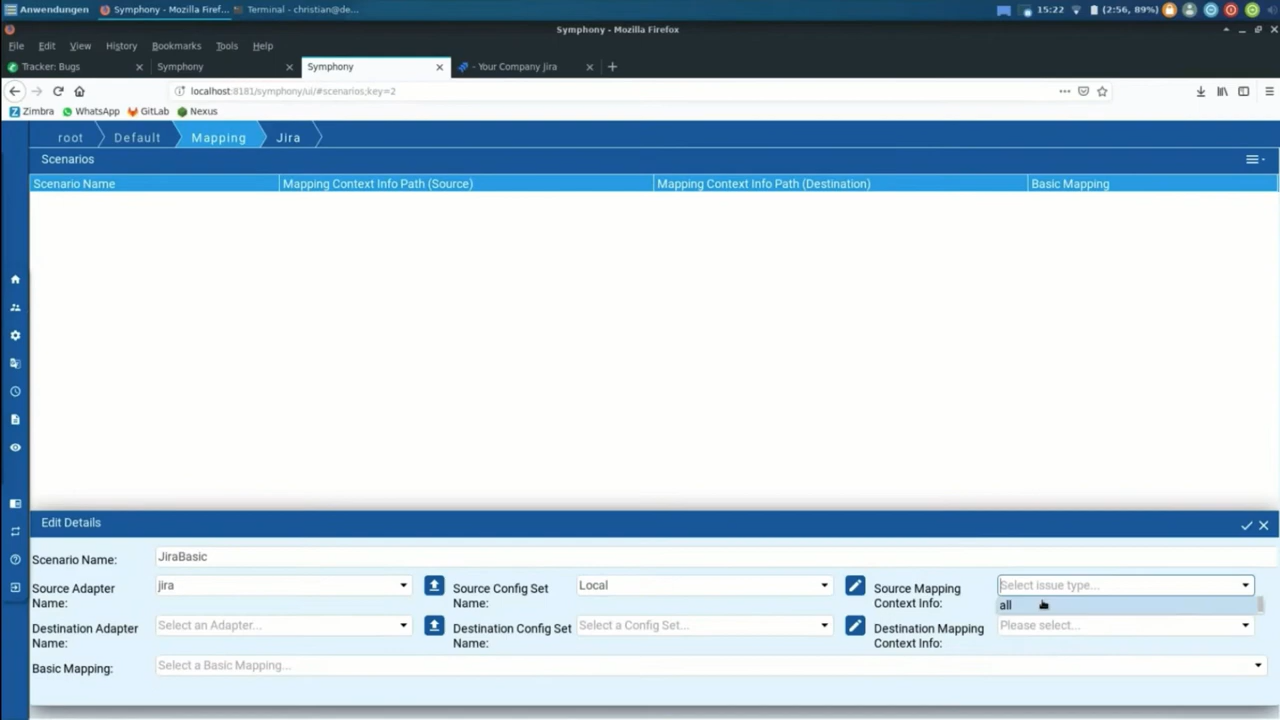 Anwendungen Symphony - Mozilla Firef... Terminal - christian@de... 15:22 (2:56, 89%)
Symphony - Mozilla Firefox
File Edit View History Bookmarks Tools Help
Tracker: Bugs Symphony Symphony - Your Company Jira
localhost:8181/symphony/ui/#scenarios;key=2
Zimbra WhatsApp GitLab Nexus
root Default Mapping Jira
Scenarios
Scenario Name Mapping Context Info Path (Source) Mapping Context Info Path (Destination) Basic Mapping
Edit Details
Scenario Name: JiraBasic
Source Adapter Name: jira Source Config Set Name: Local Source Mapping Context Info: Select issue type...
all
Destination Adapter Name: Select an Adapter... Destination Config Set Name: Select a Config Set... Destination Mapping Context Info: Please select...
Basic Mapping: Select a Basic Mapping...